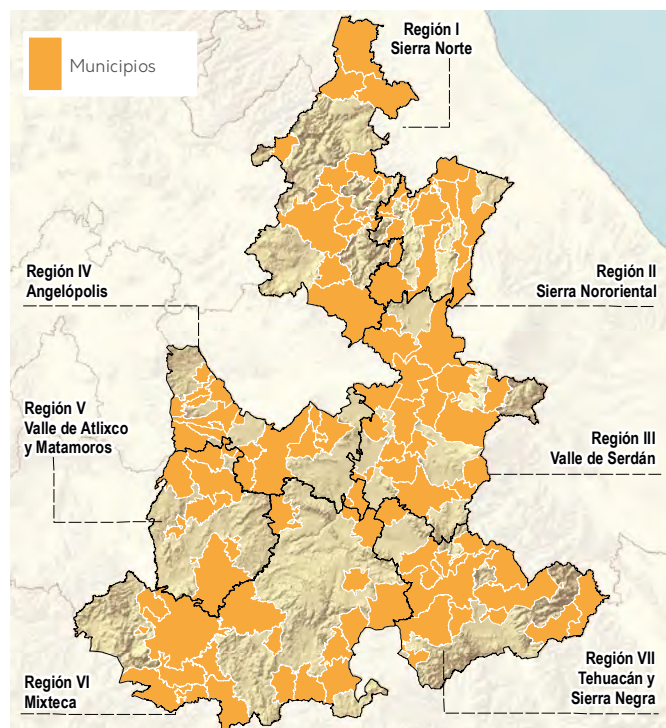 Municipios
Región I
Sierra Norte
Región IV
Angelópolis
Región II
Sierra Nororiental
Región V
Valle de Atlixco
y Matamoros
Región III
Valle de Serdán
Región VI
Mixteca
Región VII
Tehuacán y
Sierra Negra